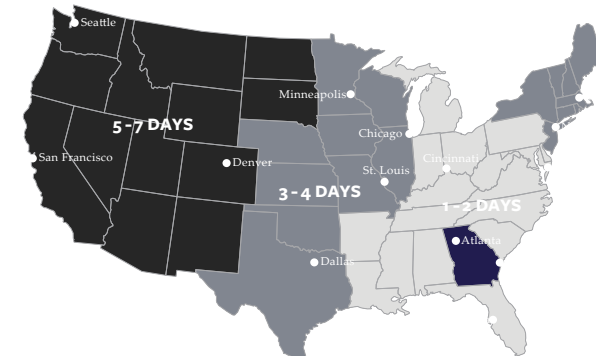 Seattle
Minneapolis
5-7 DAYS
Chicago
San Francisco
Denver
Cincinnati
St. Louis
3-4 DAYS
1-2 DAYS
Atlanta
Dallas